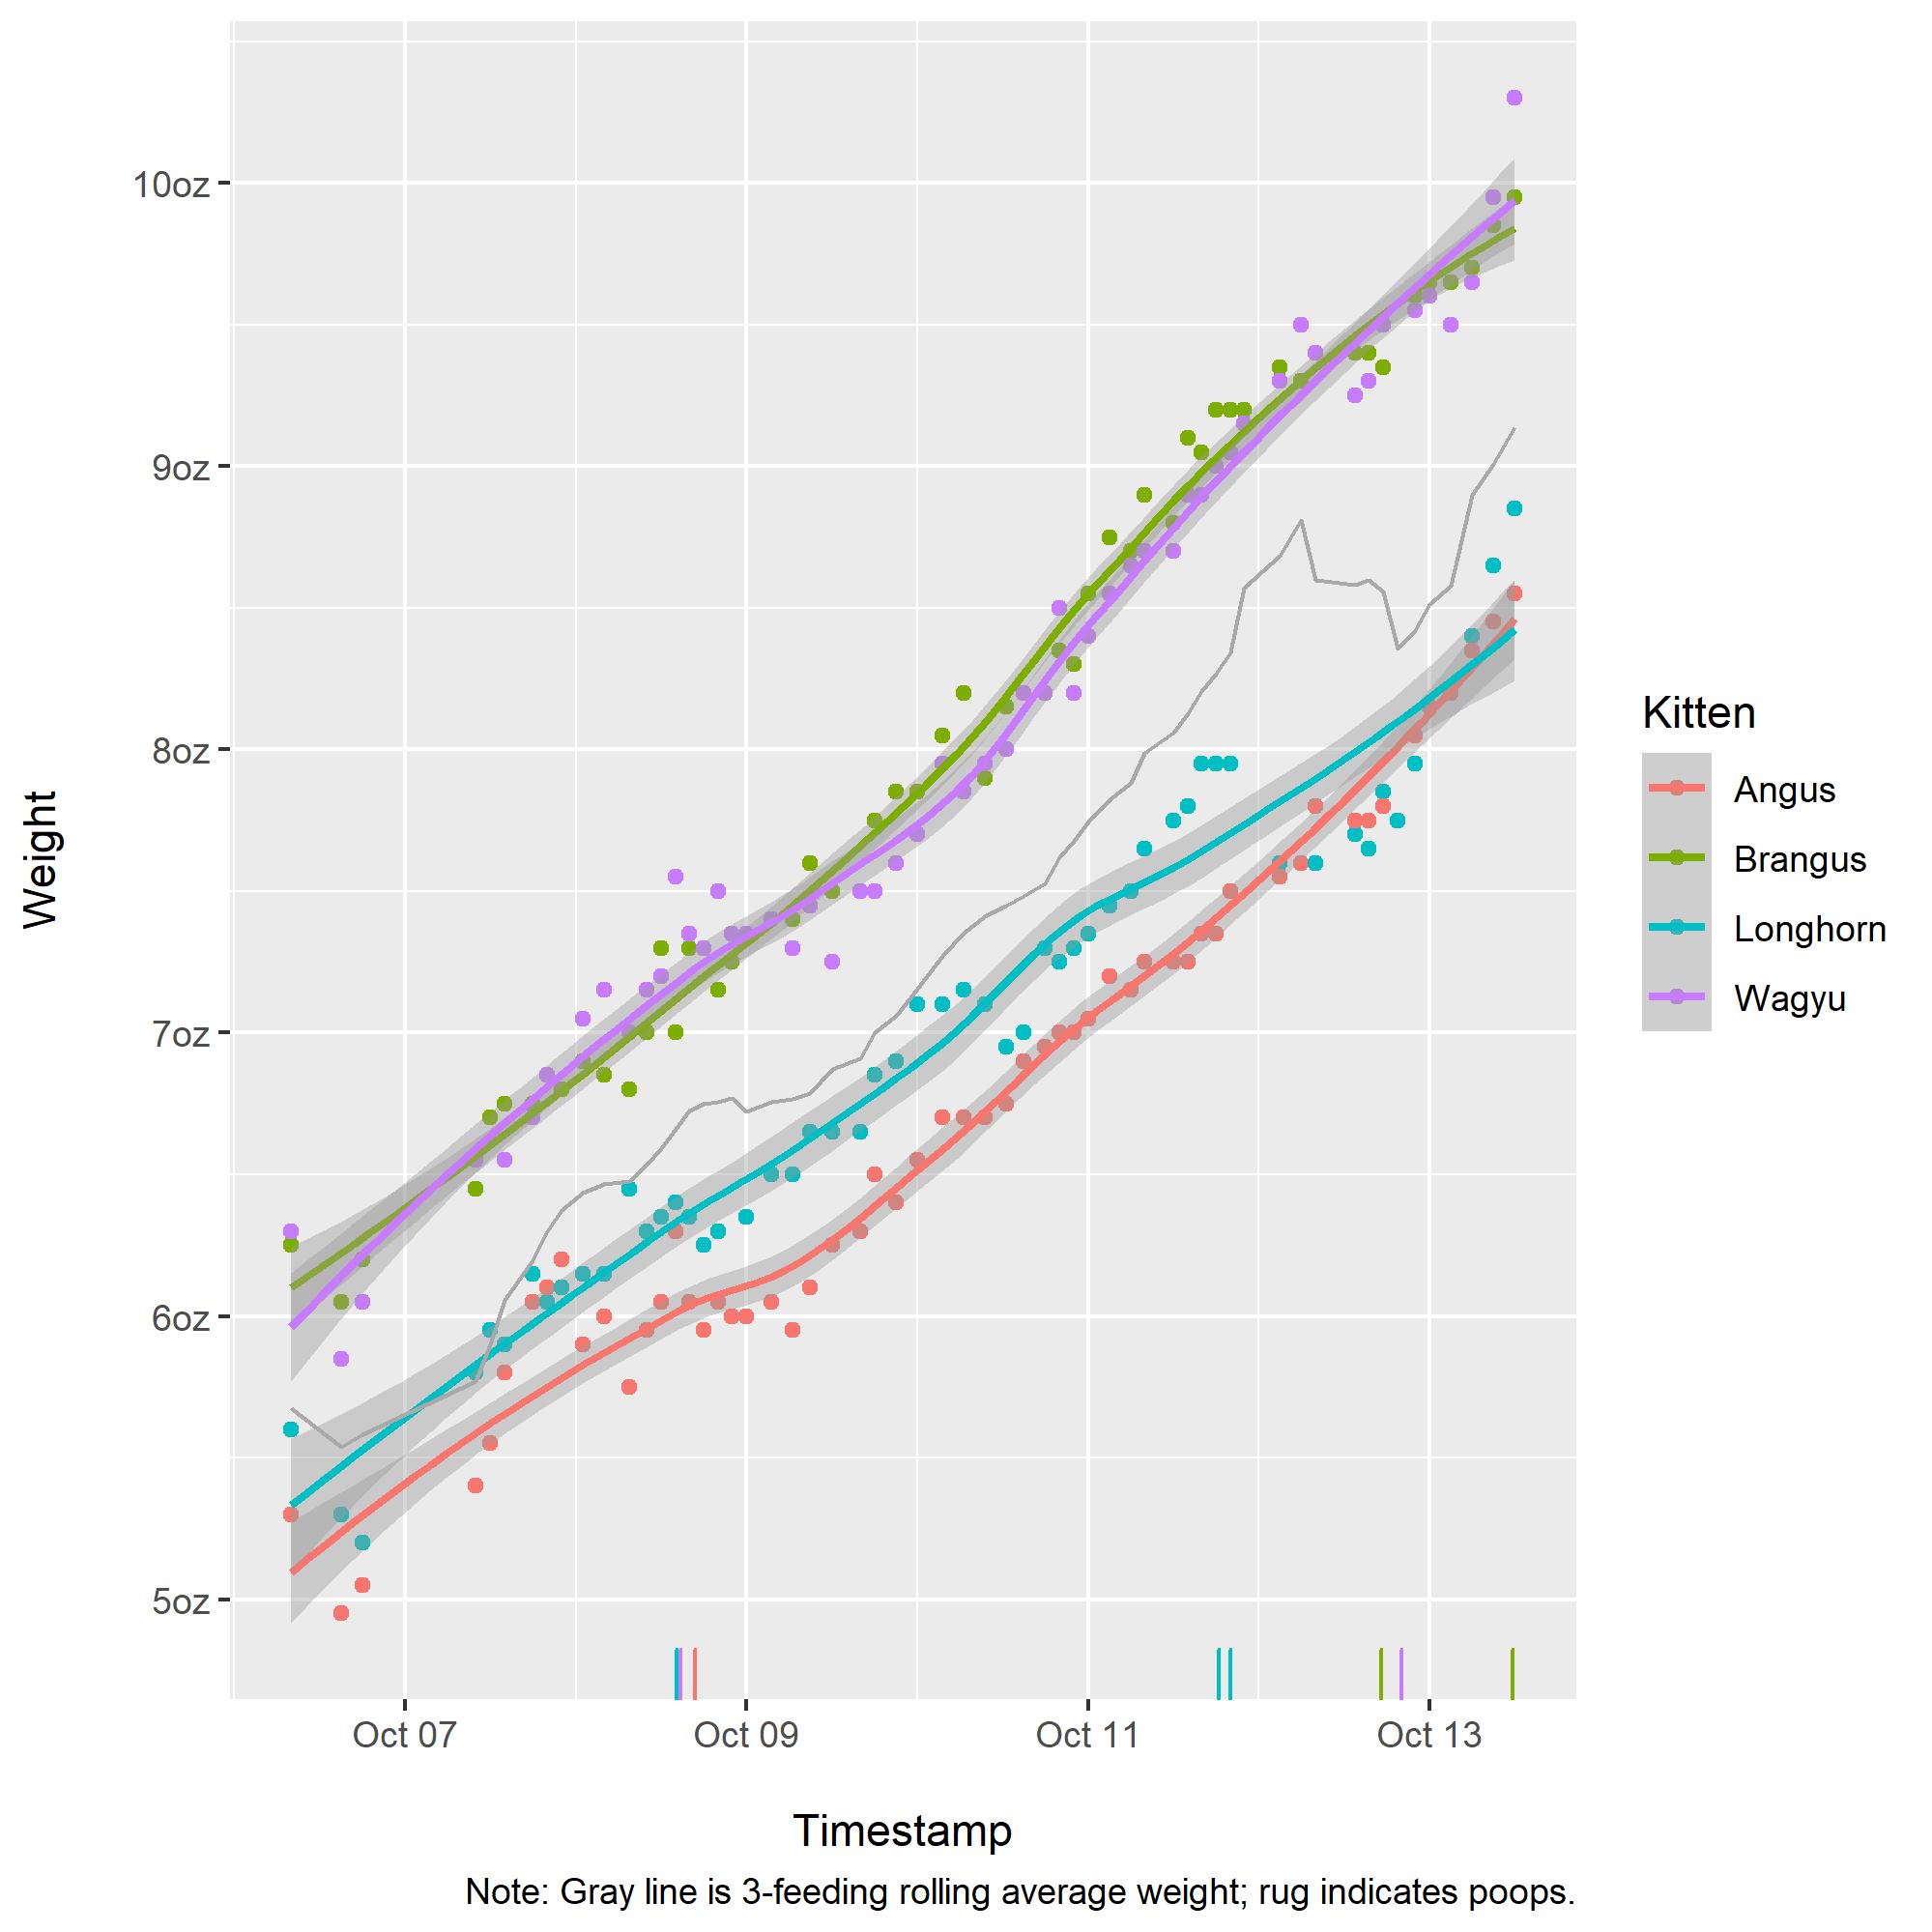 10oz
9oz
8oz
7oz
6oz
5oz
Weight
Oct 07 Oct 09 Oct 11 Oct 13
Timestamp
Note: Gray line is 3-feeding rolling average weight; rug indicates poops.
Kitten
Angus
Brangus
Longhorn
Wagyu